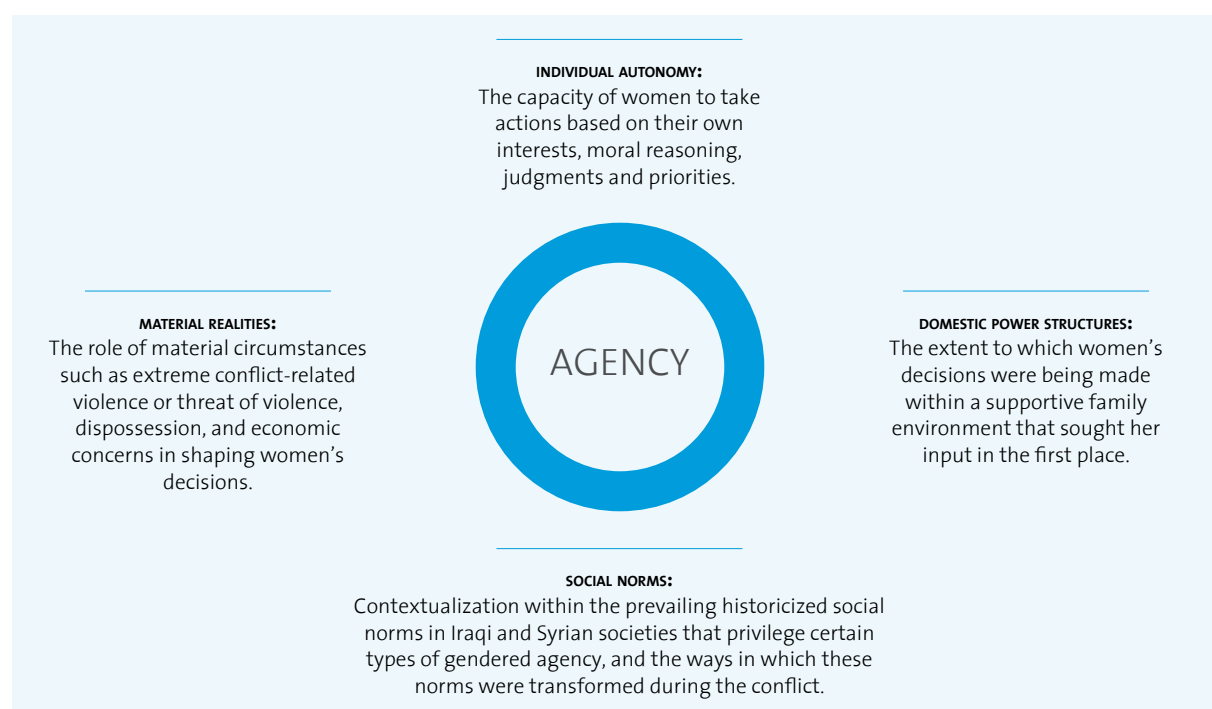 INDIVIDUAL AUTONOMY:
The capacity of women to take
actions based on their own
interests, moral reasoning,
judgments and priorities.
MATERIAL REALITIES:
The role of material circumstances
such as extreme conflict-related
violence or threat of violence,
dispossession, and economic
concerns in shaping women’s
decisions.
AGENCY
DOMESTIC POWER STRUCTURES:
The extent to which women’s
decisions were being made
within a supportive family
environment that sought her
input in the first place.
SOCIAL NORMS:
Contextualization within the prevailing historicized social
norms in Iraqi and Syrian societies that privilege certain
types of gendered agency, and the ways in which these
norms were transformed during the conflict.